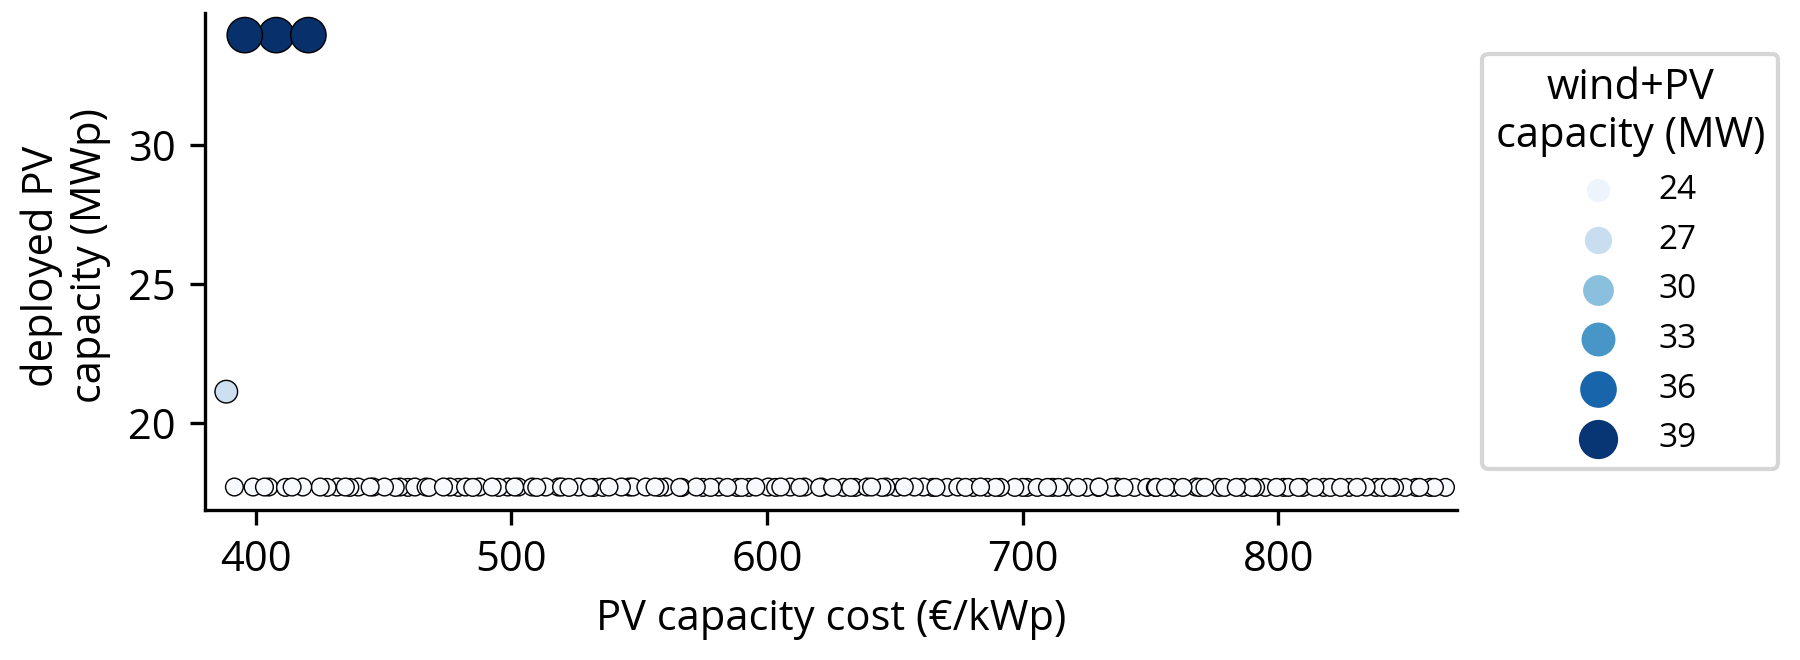 deployed PV
capacity (MWp)
30
25
20
400
500
600
700
800
PV capacity cost (€/kWp)
wind+PV
capacity (MW)
24
27
30
33
36
39